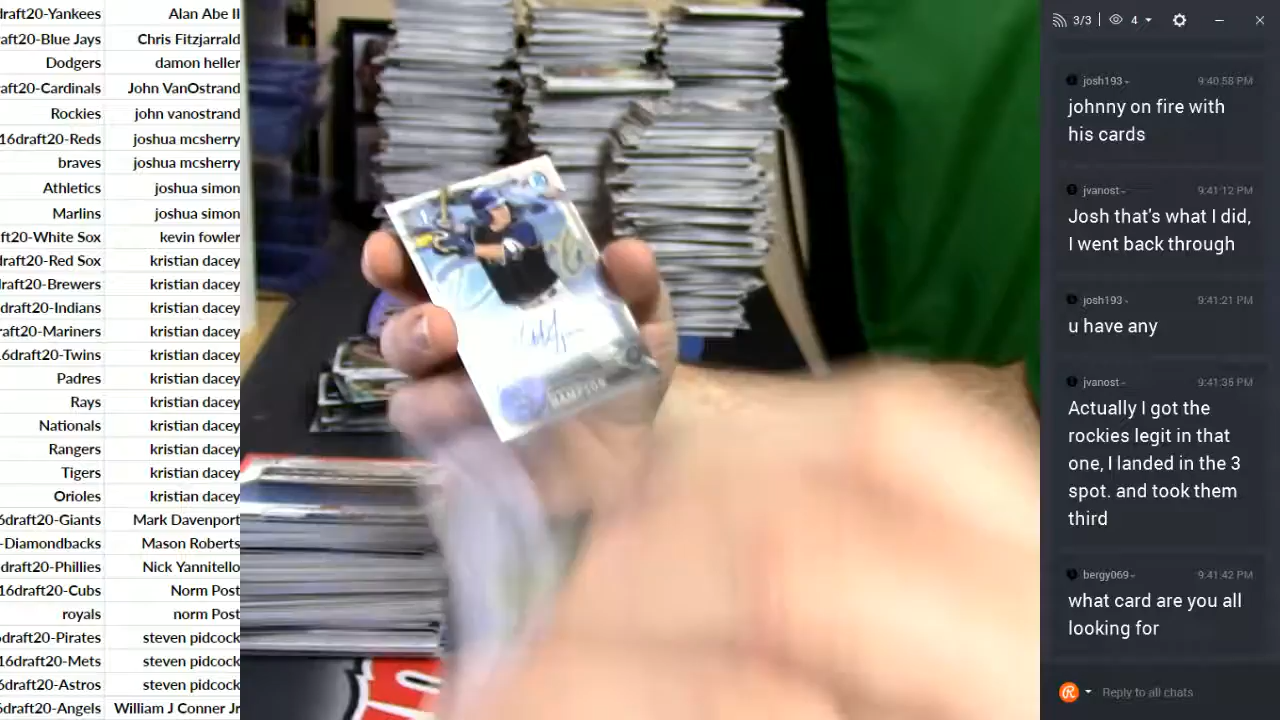 raft20-Yankees Alan Abe II
aft20-Blue Jays Chris Fitzjarrald
Dodgers damon heller
aft20-Cardinals John VanOstrand
Rockies john vanostrand
16draft20-Reds joshua mcsherry
braves joshua mcsherry
Athletics joshua simon
Marlins joshua simon
ft20-White Sox kevin fowler
draft20-Red Sox kristian dacey
draft20-Brewers kristian dacey
draft20-Indians kristian dacey
raft20-Mariners kristian dacey
16draft20-Twins kristian dacey
Padres kristian dacey
Rays kristian dacey
Nationals kristian dacey
Rangers kristian dacey
Tigers kristian dacey
Orioles kristian dacey
6draft20-Giants Mark Davenport
-Diamondbacks Mason Roberts
draft20-Phillies Nick Yannitello
16draft20-Cubs Norm Post
royals norm Post
6draft20-Pirates steven pidcock
16draft20-Mets steven pidcock
6draft20-Astros steven pidcock
6draft20-Angels William J Conner Jr
3/3 4
josh193 9:40:58 PM
johnny on fire with
his cards
jvanost 9:41:12 PM
Josh that's what I did,
I went back through
josh193 9:41:21 PM
u have any
jvanost 9:41:35 PM
Actually I got the
rockies legit in that
one, I landed in the 3
spot. and took them
third
bergy069 9:41:42 PM
what card are you all
looking for
Reply to all chats